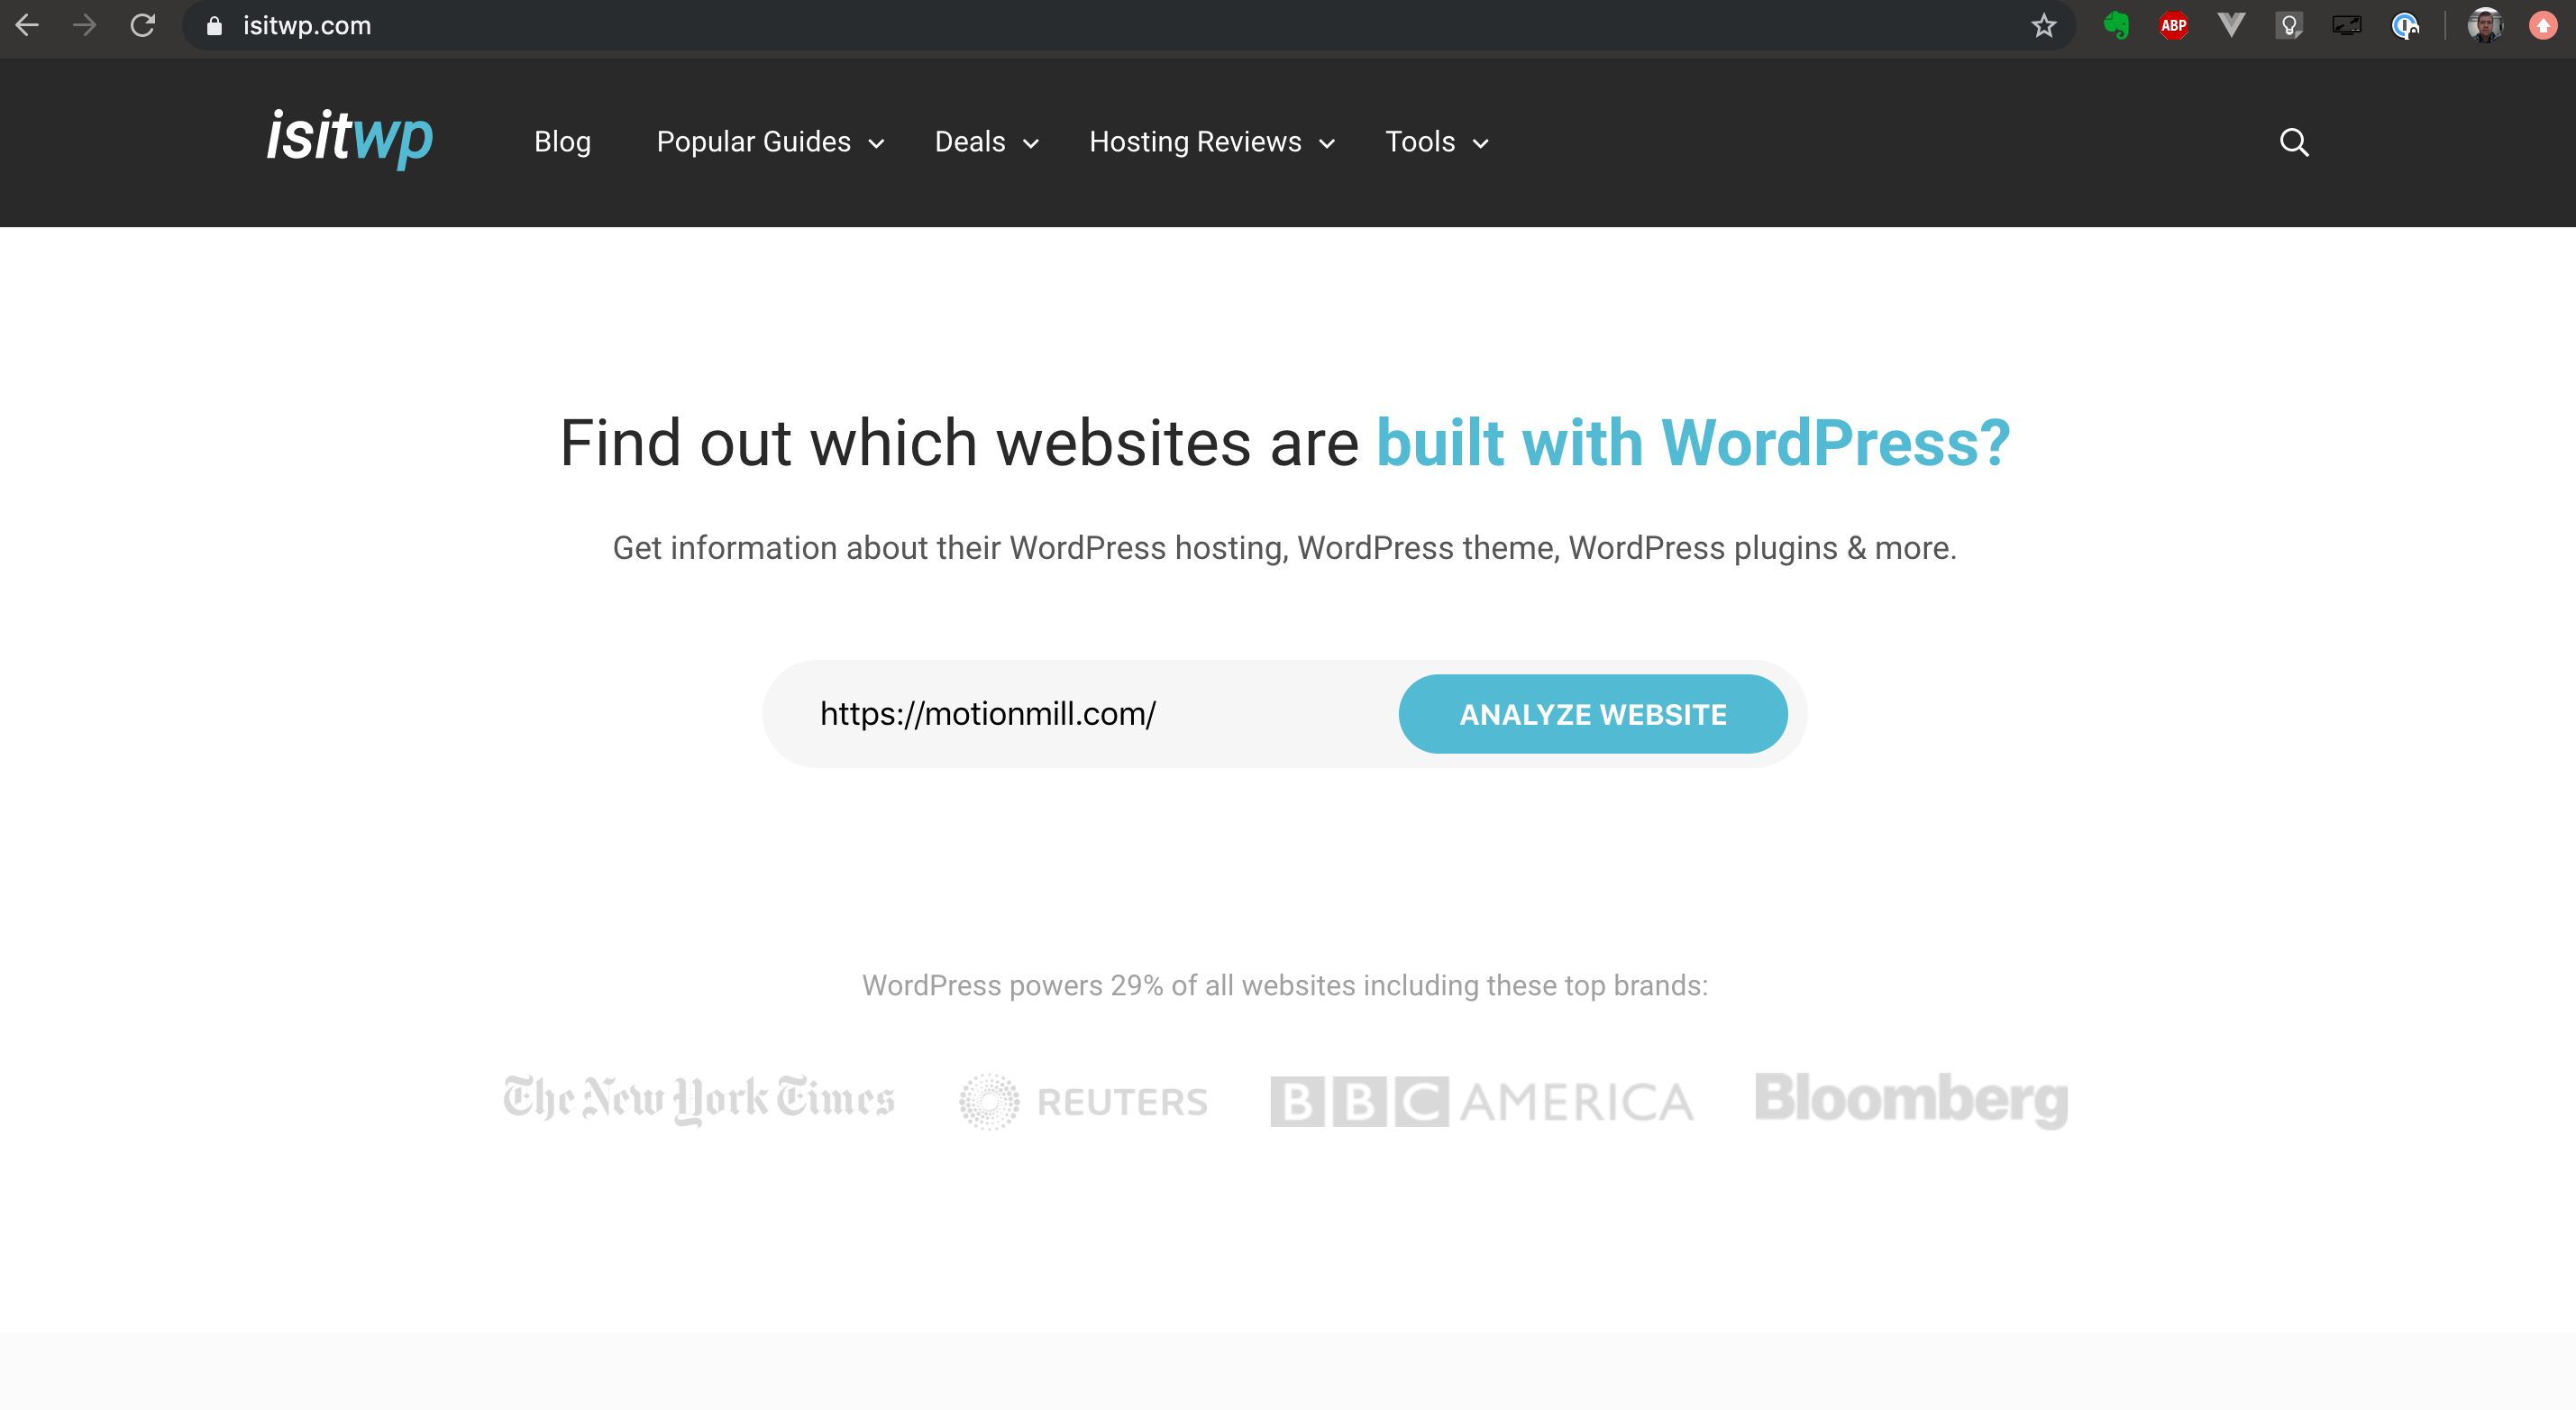 isitwp.com
ABP
isitwp Blog Popular Guides Deals Hosting Reviews Tools
Find out which websites are built with WordPress?
Get information about their WordPress hosting, WordPress theme, WordPress plugins & more.
https://motionmill.com/ ANALYZE WEBSITE
WordPress powers 29% of all websites including these top brands:
The New York Times REUTERS BBC AMERICA Bloomberg